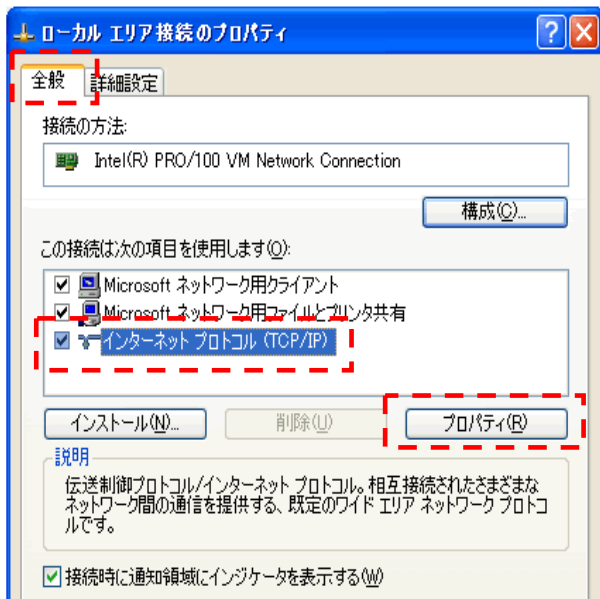 ローカル エリア接続のプロパティ
全般 詳細設定
接続の方法:
Intel(R) PRO/100 VM Network Connection
構成(C)...
この接続は次の項目を使用します(O):
Microsoft ネットワーク用クライアント
Microsoft ネットワーク用ファイルとプリンタ共有
インターネット プロトコル (TCP/IP)
インストール(N)... 削除(U) プロパティ(R)
説明
伝送制御プロトコル/インターネット プロトコル。相互接続されたさまざまな
ネットワーク間の通信を提供する、既定のワイド エリア ネットワーク プロトコ
ルです。
接続時に通知領域にインジケータを表示する(W)